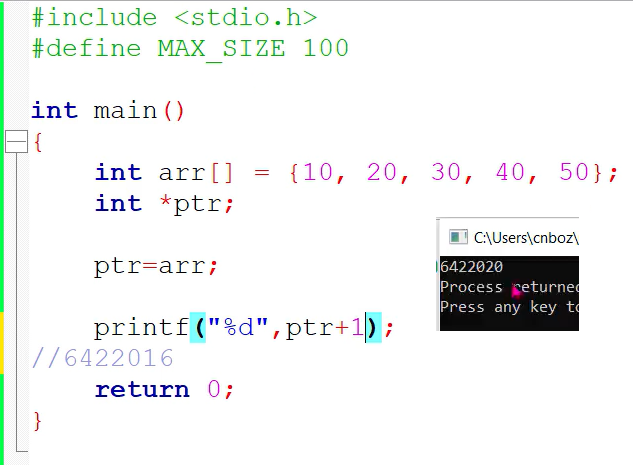 #include <stdio.h>
#define MAX_SIZE 100
int main()
{
    int arr[] = {10, 20, 30, 40, 50};
    int *ptr;
    ptr=arr;
    printf("%d",ptr+1);
//6422016
    return 0;
}
C:\Users\cnboz\
6422020
Process returned
Press any key to